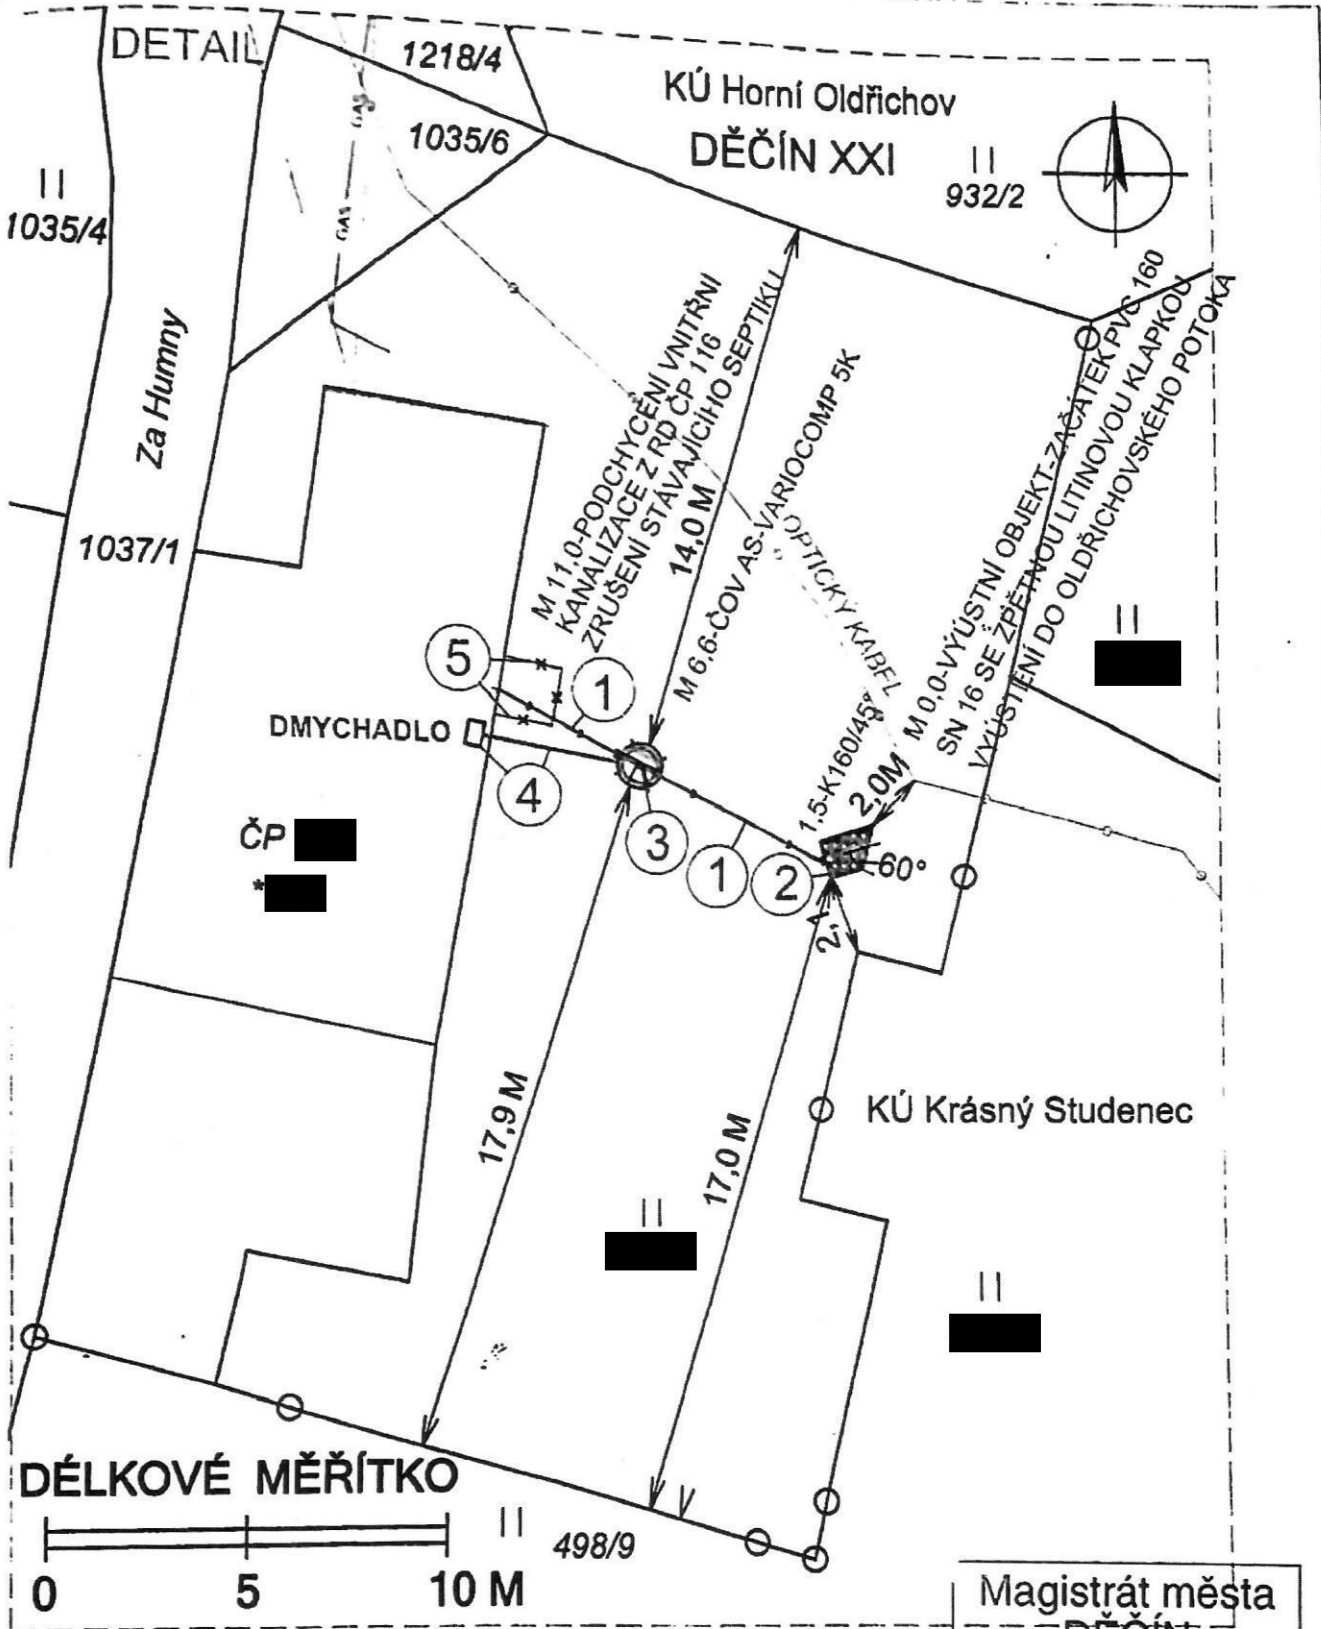 DETAIL
1218/4
KÚ Horní Oldřichov
DĚČÍN XXI
1035/6
932/2
1035/4
GAS
GAS
Za Humny
1037/1
M 11,0-PODCHYCENÍ VNITŘNÍ
KANALIZACE Z RD ČP 116
ZRUŠENÍ STÁVAJÍCÍHO SEPTIKU
14,0 M
M 6,6-ČOV AS-VARIOCOMP 5K
OPTICKÝ KABEL
M 0,0-VÝÚSTNÍ OBJEKT-ZAČÁTEK PVC 160
SN 16 SE ZPĚTNOU LITINOVOU KLAPKOU
VYÚSTĚNÍ DO OLDŘICHOVSKÉHO POTOKA
5
1
DMYCHADLO
4
3
1,5-K160/45°
2,0M
1
2
60°
ČP
*
17,9 M
17,0 M
KÚ Krásný Studenec
DÉLKOVÉ MĚŘÍTKO
498/9
0 5 10 M
Magistrát města
DĚČÍN